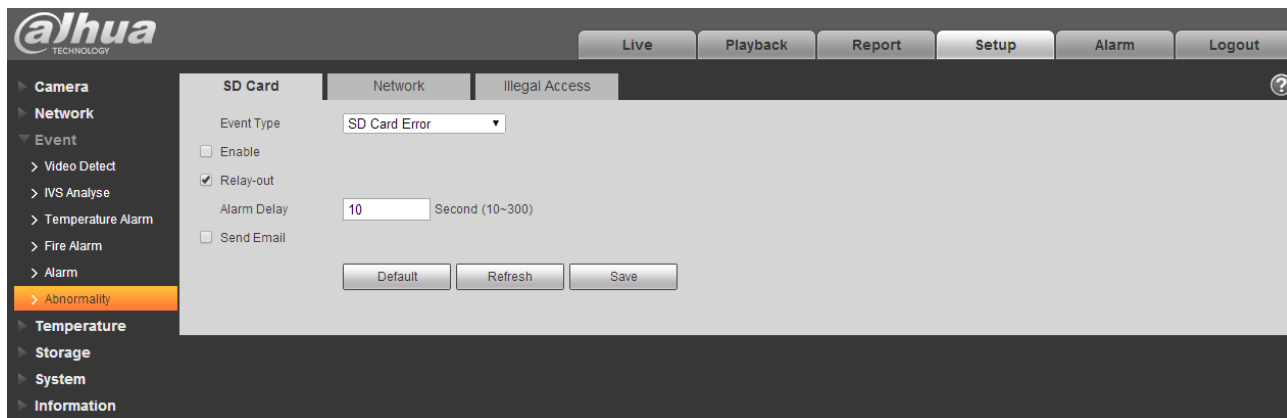 alhua
TECHNOLOGY
Live Playback Report Setup Alarm Logout
Camera
Network
Event
> Video Detect
> IVS Analyse
> Temperature Alarm
> Fire Alarm
> Alarm
> Abnormality
Temperature
Storage
System
Information
SD Card Network Illegal Access
?
Event Type SD Card Error
Enable
Relay-out
Alarm Delay 10 Second (10~300)
Send Email
Default Refresh Save